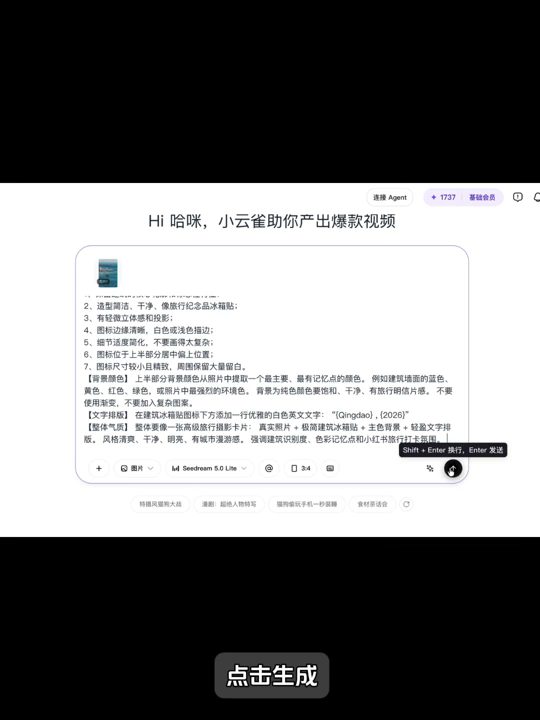 连接 Agent
1737 基础会员
Hi 哈咪，小云雀助你产出爆款视频
2、造型简洁、干净、像旅行纪念品冰箱贴；
3、有轻微立体感和投影；
4、图标边缘清晰，白色或浅色描边；
5、细节适度简化，不要画得太复杂；
6、图标位于上半部分居中偏上位置；
7、图标尺寸较小且精致，周围保留大量留白。
【背景颜色】 上半部分背景颜色从照片中提取一个最主要、最有记忆点的颜色。 例如建筑墙面的蓝色、
黄色、红色、绿色，或照片中最强烈的环境色。 背景为纯色颜色要饱和、干净、有旅行明信片感。 不要
使用渐变，不要加入复杂图案。
【文字排版】 在建筑冰箱贴图标下方添加一行优雅的白色英文文字： “{Qingdao} , {2026}”
【整体气质】 整体要像一张高级旅行摄影卡片： 真实照片 + 极简建筑冰箱贴 + 主色背景 + 轻盈文字排
版。 风格清爽、干净、明亮、有城市漫游感。 强调建筑识别度、色彩记忆点和小红书旅行打卡氛围。
Shift + Enter 换行，Enter 发送
图片
Seedream 5.0 Lite
3:4
特摄风猫狗大战
漫剧：超绝人物特写
猫狗偷玩手机一秒装睡
食材茶话会
点击生成